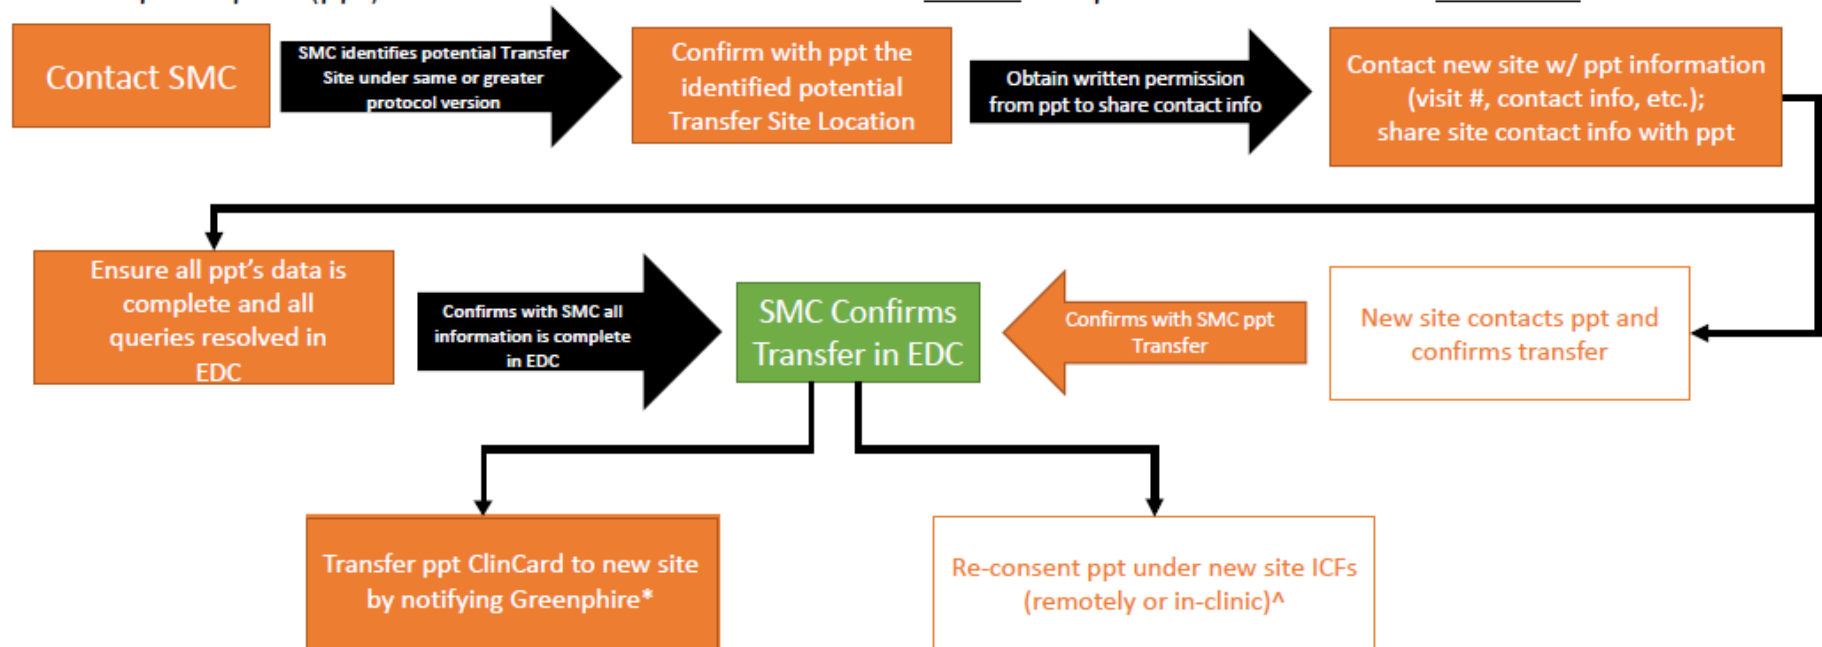 Contact SMC
SMC identifies potential Transfer
Site under same or greater
protocol version
Confirm with ppt the
identified potential
Transfer Site Location
Obtain written permission
from ppt to share contact info
Contact new site w/ ppt information
(visit #, contact info, etc.);
share site contact info with ppt
Ensure all ppt's data is
complete and all
queries resolved in
EDC
Confirms with SMC all
information is complete
in EDC
SMC Confirms
Transfer in EDC
Confirms with SMC ppt
Transfer
New site contacts ppt and
confirms transfer
Transfer ppt ClinCard to new site
by notifying Greenphire*
Re-consent ppt under new site ICFs
(remotely or in-clinic)^